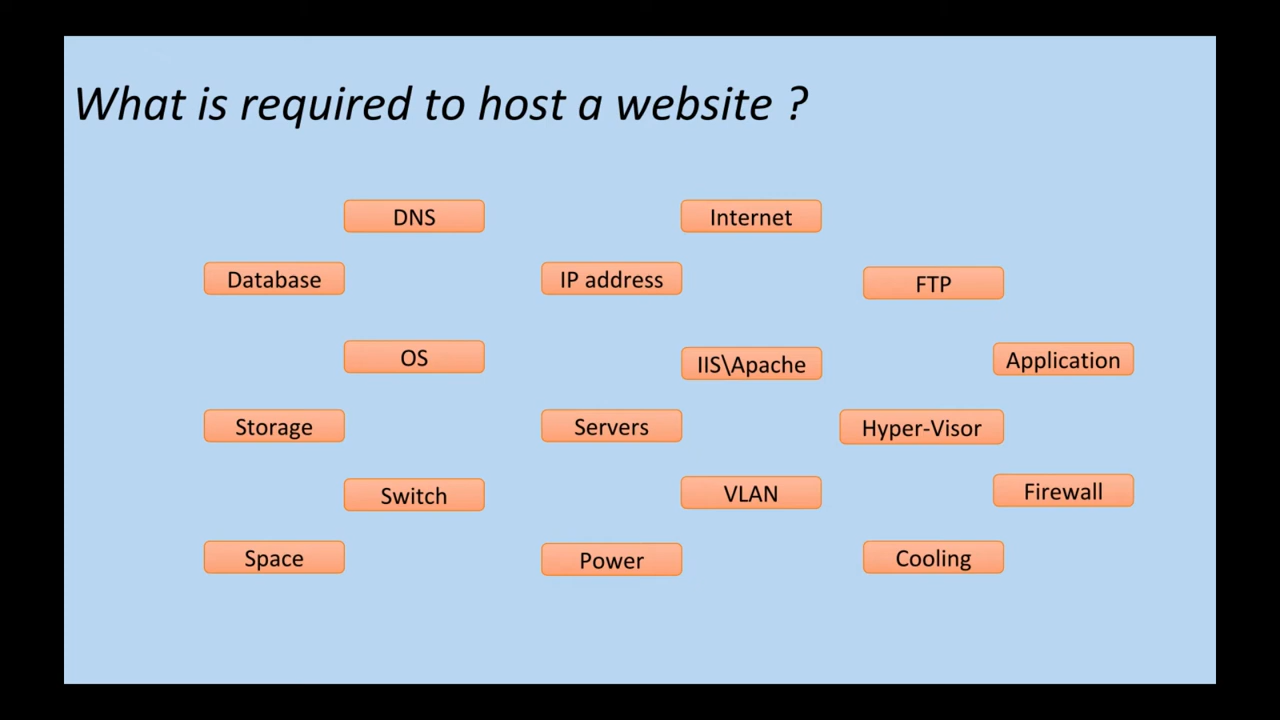 What is required to host a website ?
DNS
Internet
Database
IP address
FTP
OS
IIS\Apache
Application
Storage
Servers
Hyper-Visor
Switch
VLAN
Firewall
Space
Power
Cooling